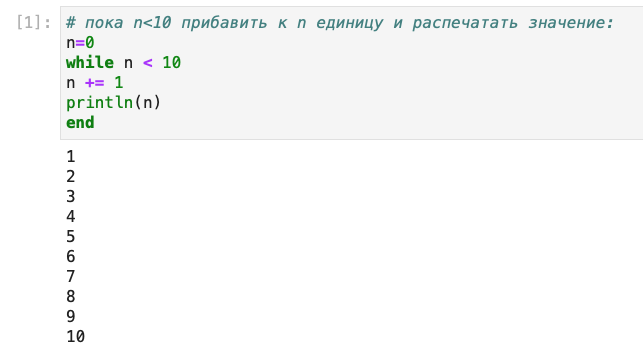 [1]: # пока n<10 прибавить к n единицу и распечатать значение:
n=0
while n < 10
n += 1
println(n)
end
1
2
3
4
5
6
7
8
9
10